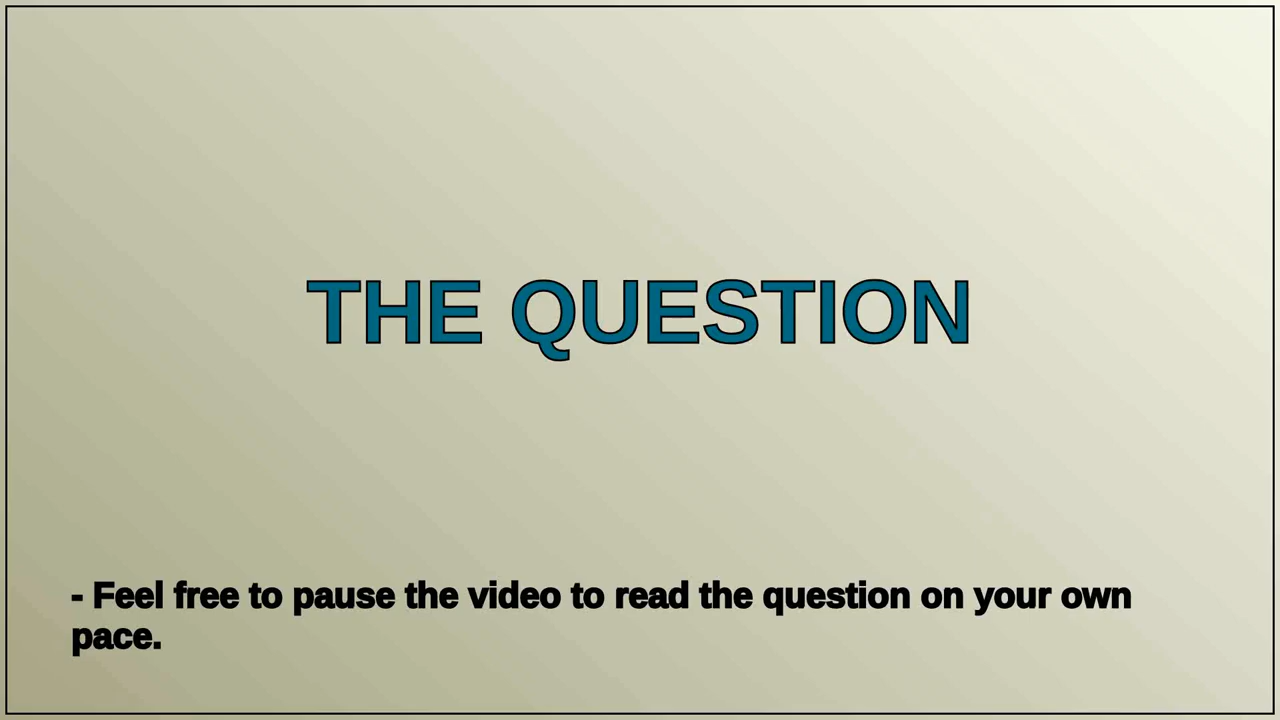 THE QUESTION
- Feel free to pause the video to read the question on your own
pace.